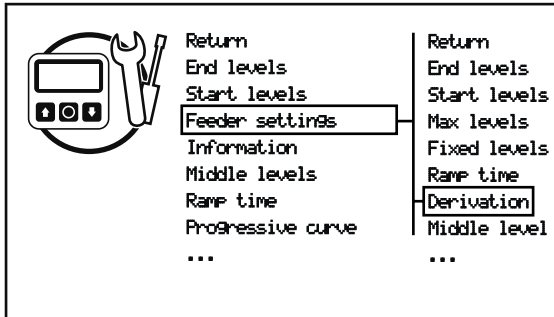 Return
End levels
Start levels
Feeder settings
Information
Middle levels
Ramp time
Progressive curve
...
Return
End levels
Start levels
Max levels
Fixed levels
Ramp time
Derivation
Middle level
...